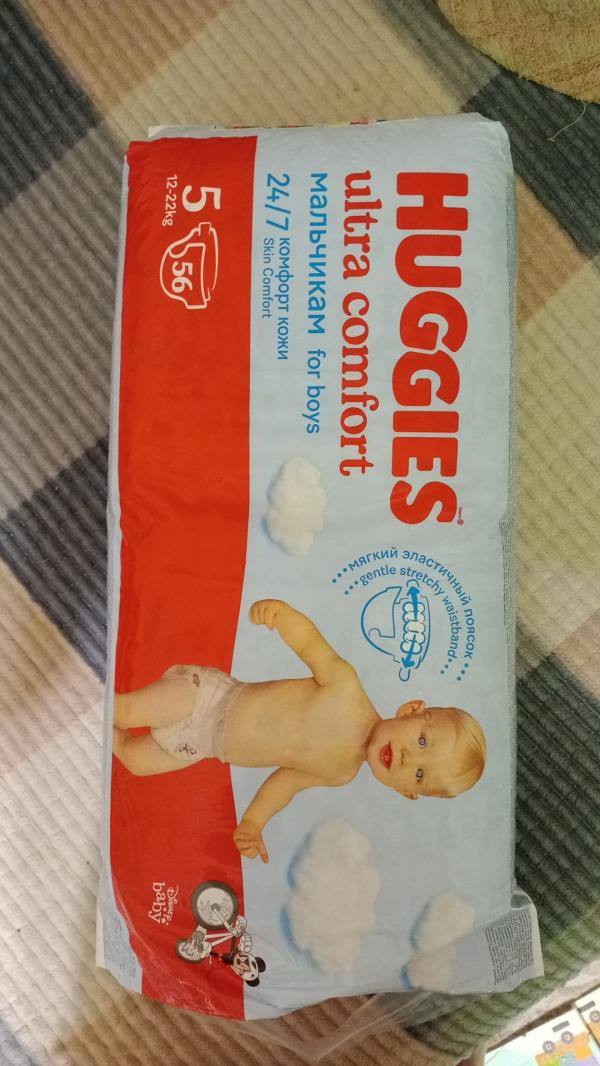 HUGGIES
ultra comfort
мальчикам for boys
24/7 комфорт кожи
Skin Comfort
5 56
12-22kg
•••мягкий эластичный поясок•••
•••gentle stretchy waistband•••
Disney
baby